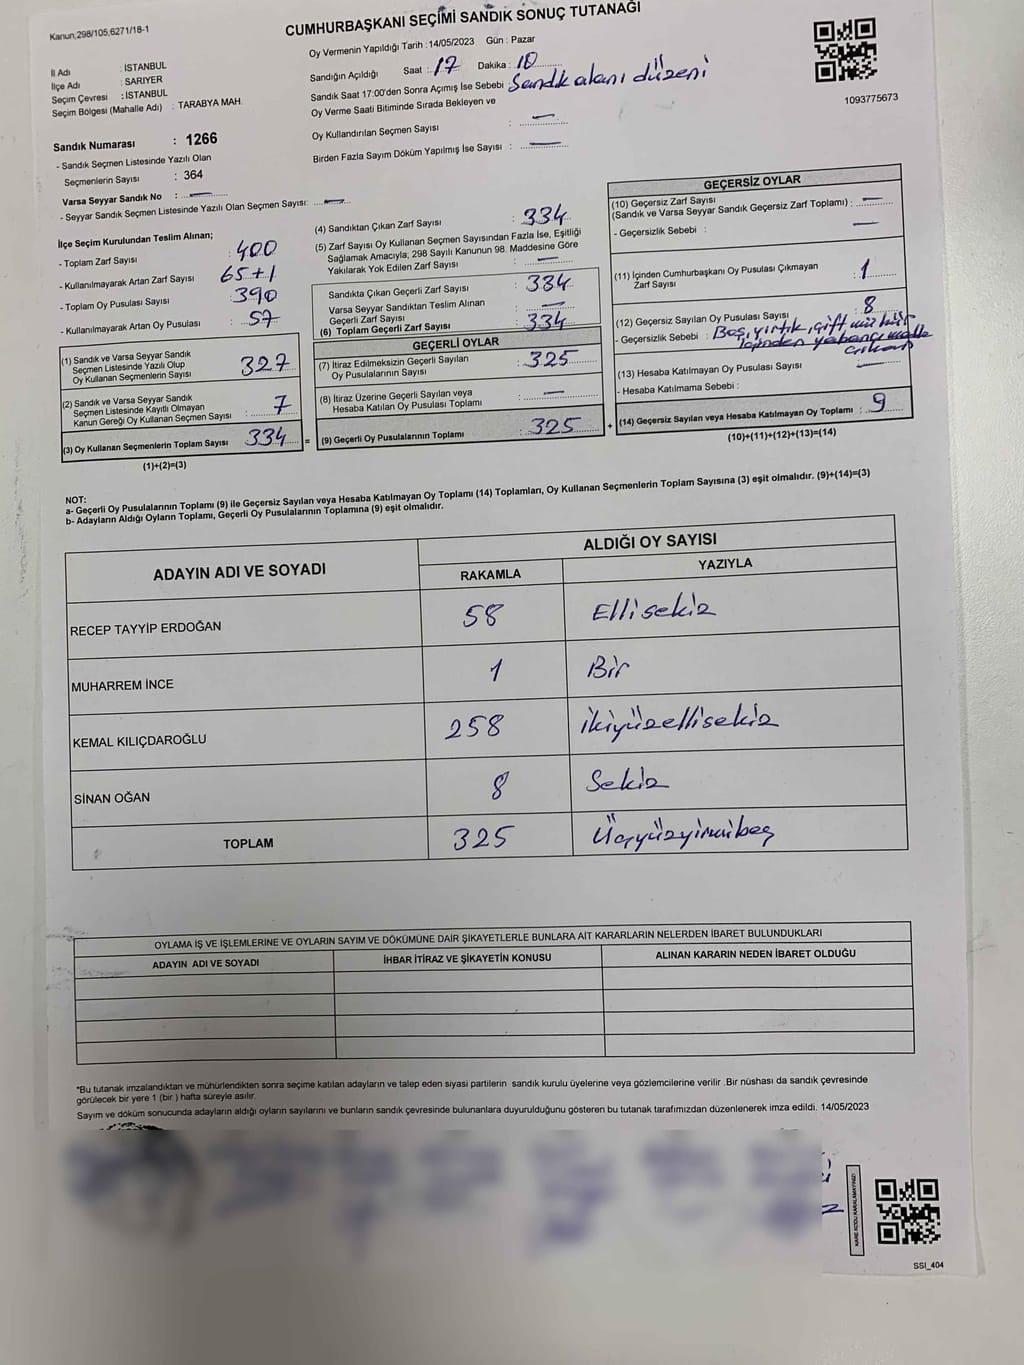 Kanun,298/105,6271/18-1
CUMHURBAŞKANI SEÇİMİ SANDIK SONUÇ TUTANAĞI
Oy Vermenin Yapıldığı Tarih :14/05/2023 Gün : Pazar
İl Adı : İSTANBUL
İlçe Adı : SARIYER
Seçim Çevresi : İSTANBUL
Seçim Bölgesi (Mahalle Adı) : TARABYA MAH.
Sandığın Açıldığı Saat : 17 Dakika : 10
Sandık Saat 17:00'den Sonra Açımış İse Sebebi : Sandık alanı düzeni
Oy Verme Saati Bitiminde Sırada Bekleyen ve
Oy Kullandırılan Seçmen Sayısı : —
Birden Fazla Sayım Döküm Yapılmış İse Sayısı : —
1093775673
Sandık Numarası : 1266
- Sandık Seçmen Listesinde Yazılı Olan
Seçmenlerin Sayısı : 364
Varsa Seyyar Sandık No : —
- Seyyar Sandık Seçmen Listesinde Yazılı Olan Seçmen Sayısı: —
İlçe Seçim Kurulundan Teslim Alınan;
- Toplam Zarf Sayısı : 400
- Kullanılmayarak Artan Zarf Sayısı 65+1
- Toplam Oy Pusulası Sayısı : 390
- Kullanılmayarak Artan Oy Pusulası : 57
(1) Sandık ve Varsa Seyyar Sandık
Seçmen Listesinde Yazılı Olup
Oy Kullanan Seçmenlerin Sayısı 327
(2) Sandık ve Varsa Seyyar Sandık
Seçmen Listesinde Kayıtlı Olmayan
Kanun Gereği Oy Kullanan Seçmen Sayısı : 7
(3) Oy Kullanan Seçmenlerin Toplam Sayısı 334 =
(1)+(2)=(3)
(4) Sandıktan Çıkan Zarf Sayısı : 334
(5) Zarf Sayısı Oy Kullanan Seçmen Sayısından Fazla İse, Eşitliği
Sağlamak Amacıyla; 298 Sayılı Kanunun 98. Maddesine Göre
Yakılarak Yok Edilen Zarf Sayısı : —
Sandıkta Çıkan Geçerli Zarf Sayısı : 334
Varsa Seyyar Sandıktan Teslim Alınan
Geçerli Zarf Sayısı : —
(6) Toplam Geçerli Zarf Sayısı : 334
GEÇERLİ OYLAR
(7) İtiraz Edilmeksizin Geçerli Sayılan
Oy Pusulalarının Sayısı : 325
(8) İtiraz Üzerine Geçerli Sayılan veya
Hesaba Katılan Oy Pusulası Toplamı : —
(9) Geçerli Oy Pusulalarının Toplamı : 325 +
GEÇERSİZ OYLAR
(10) Geçersiz Zarf Sayısı
(Sandık ve Varsa Seyyar Sandık Geçersiz Zarf Toplamı) : —
- Geçersizlik Sebebi : —
(11) İçinden Cumhurbaşkanı Oy Pusulası Çıkmayan
Zarf Sayısı : 1
(12) Geçersiz Sayılan Oy Pusulası Sayısı : 8
- Geçersizlik Sebebi : Boş, yırtık, çift mühür
içinden yabancı madde
çıkan
(13) Hesaba Katılmayan Oy Pusulası Sayısı : —
- Hesaba Katılmama Sebebi :
(14) Geçersiz Sayılan veya Hesaba Katılmayan Oy Toplamı : 9
(10)+(11)+(12)+(13)=(14)
NOT:
a- Geçerli Oy Pusulalarının Toplamı (9) ile Geçersiz Sayılan veya Hesaba Katılmayan Oy Toplamı (14) Toplamları, Oy Kullanan Seçmenlerin Toplam Sayısına (3) eşit olmalıdır. (9)+(14)=(3)
b- Adayların Aldığı Oyların Toplamı, Geçerli Oy Pusulalarının Toplamına (9) eşit olmalıdır.
ADAYIN ADI VE SOYADI ALDIĞI OY SAYISI
RAKAMLA YAZIYLA
RECEP TAYYİP ERDOĞAN 58 Ellisekiz
MUHARREM İNCE 1 Bir
KEMAL KILIÇDAROĞLU 258 ikiyüzellisekiz
SİNAN OĞAN 8 Sekiz
TOPLAM 325 Üçyüzyirmibeş
OYLAMA İŞ VE İŞLEMLERİNE VE OYLARIN SAYIM VE DÖKÜMÜNE DAİR ŞİKAYETLERLE BUNLARA AİT KARARLARIN NELERDEN İBARET BULUNDUKLARI
ADAYIN ADI VE SOYADI İHBAR İTİRAZ VE ŞİKAYETİN KONUSU ALINAN KARARIN NEDEN İBARET OLDUĞU
*Bu tutanak imzalandıktan ve mühürlendikten sonra seçime katılan adayların ve talep eden siyasi partilerin sandık kurulu üyelerine veya gözlemcilerine verilir .Bir nüshası da sandık çevresinde
görülecek bir yere 1 (bir ) hafta süreyle asılır.
Sayım ve döküm sonucunda adayların aldığı oyların sayılarını ve bunların sandık çevresinde bulunanlara duyurulduğunu gösteren bu tutanak tarafımızdan düzenlenerek imza edildi. 14/05/2023
KARE KODU KARALAMAYINIZ!
SSI_404